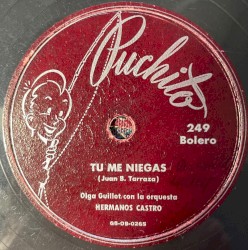 Puchito
249
Bolero
TU ME NIEGAS
(Juan B. Tarraza)
Olga Guillot con la orquesta
HERMANOS CASTRO